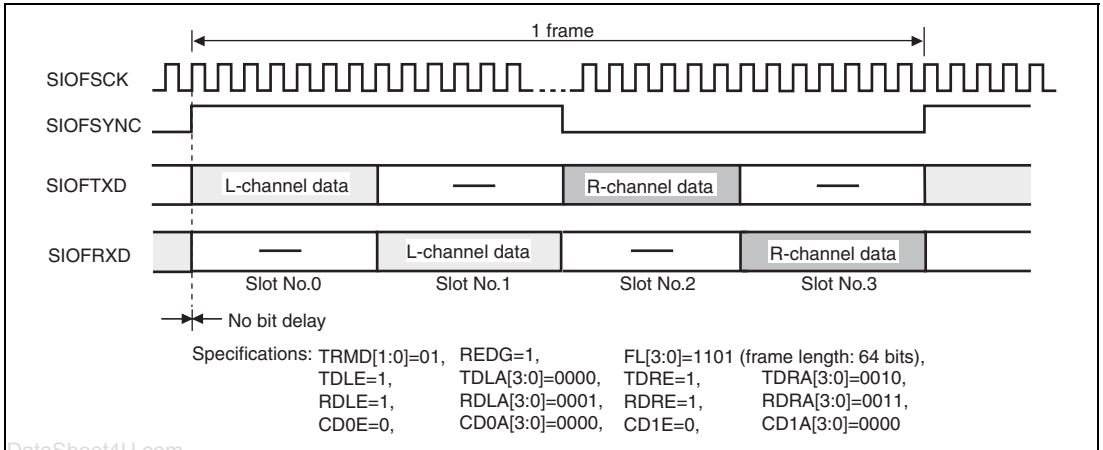 1 frame
SIOFSCK
SIOFSYNC
SIOFTXD L-channel data — R-channel data —
SIOFRXD — L-channel data — R-channel data
Slot No.0 Slot No.1 Slot No.2 Slot No.3
No bit delay
Specifications: TRMD[1:0]=01, REDG=1, FL[3:0]=1101 (frame length: 64 bits),
TDLE=1, TDLA[3:0]=0000, TDRE=1, TDRA[3:0]=0010,
RDLE=1, RDLA[3:0]=0001, RDRE=1, RDRA[3:0]=0011,
CD0E=0, CD0A[3:0]=0000, CD1E=0, CD1A[3:0]=0000
DataSheet4U.com